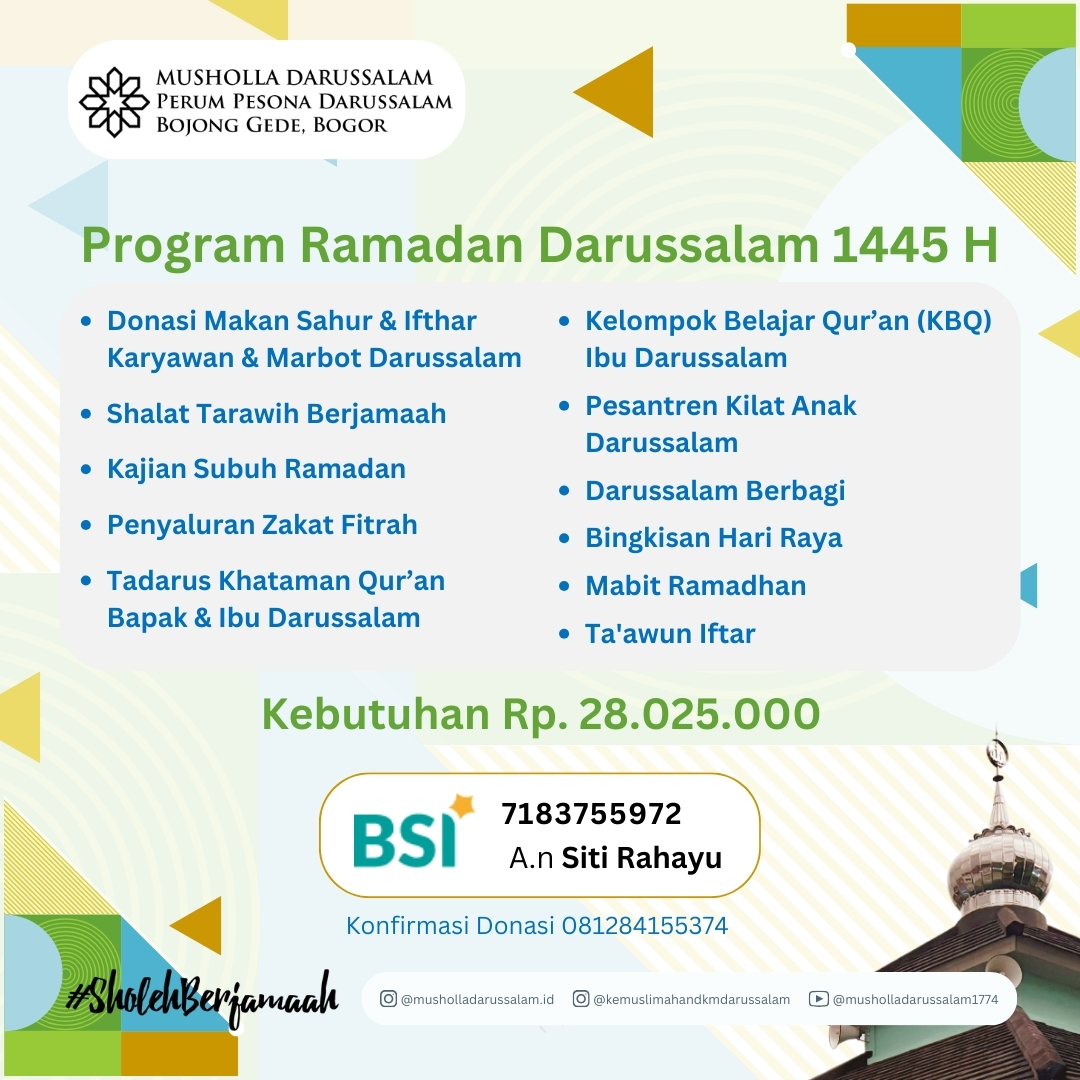 MUSHOLLA DARUSSALAM
PERUM PESONA DARUSSALAM
BOJONG GEDE, BOGOR
Program Ramadan Darussalam 1445 H
• Donasi Makan Sahur & Ifthar
Karyawan & Marbot Darussalam
• Shalat Tarawih Berjamaah
• Kajian Subuh Ramadan
• Penyaluran Zakat Fitrah
• Tadarus Khataman Qur’an
Bapak & Ibu Darussalam
• Kelompok Belajar Qur’an (KBQ)
Ibu Darussalam
• Pesantren Kilat Anak
Darussalam
• Darussalam Berbagi
• Bingkisan Hari Raya
• Mabit Ramadhan
• Ta'awun Iftar
Kebutuhan Rp. 28.025.000
BSI
7183755972
A.n Siti Rahayu
Konfirmasi Donasi 081284155374
#SholehBerjamaah
@musholladarussalam.id
@kemuslimahandkmdarussalam
@musholladarussalam1774